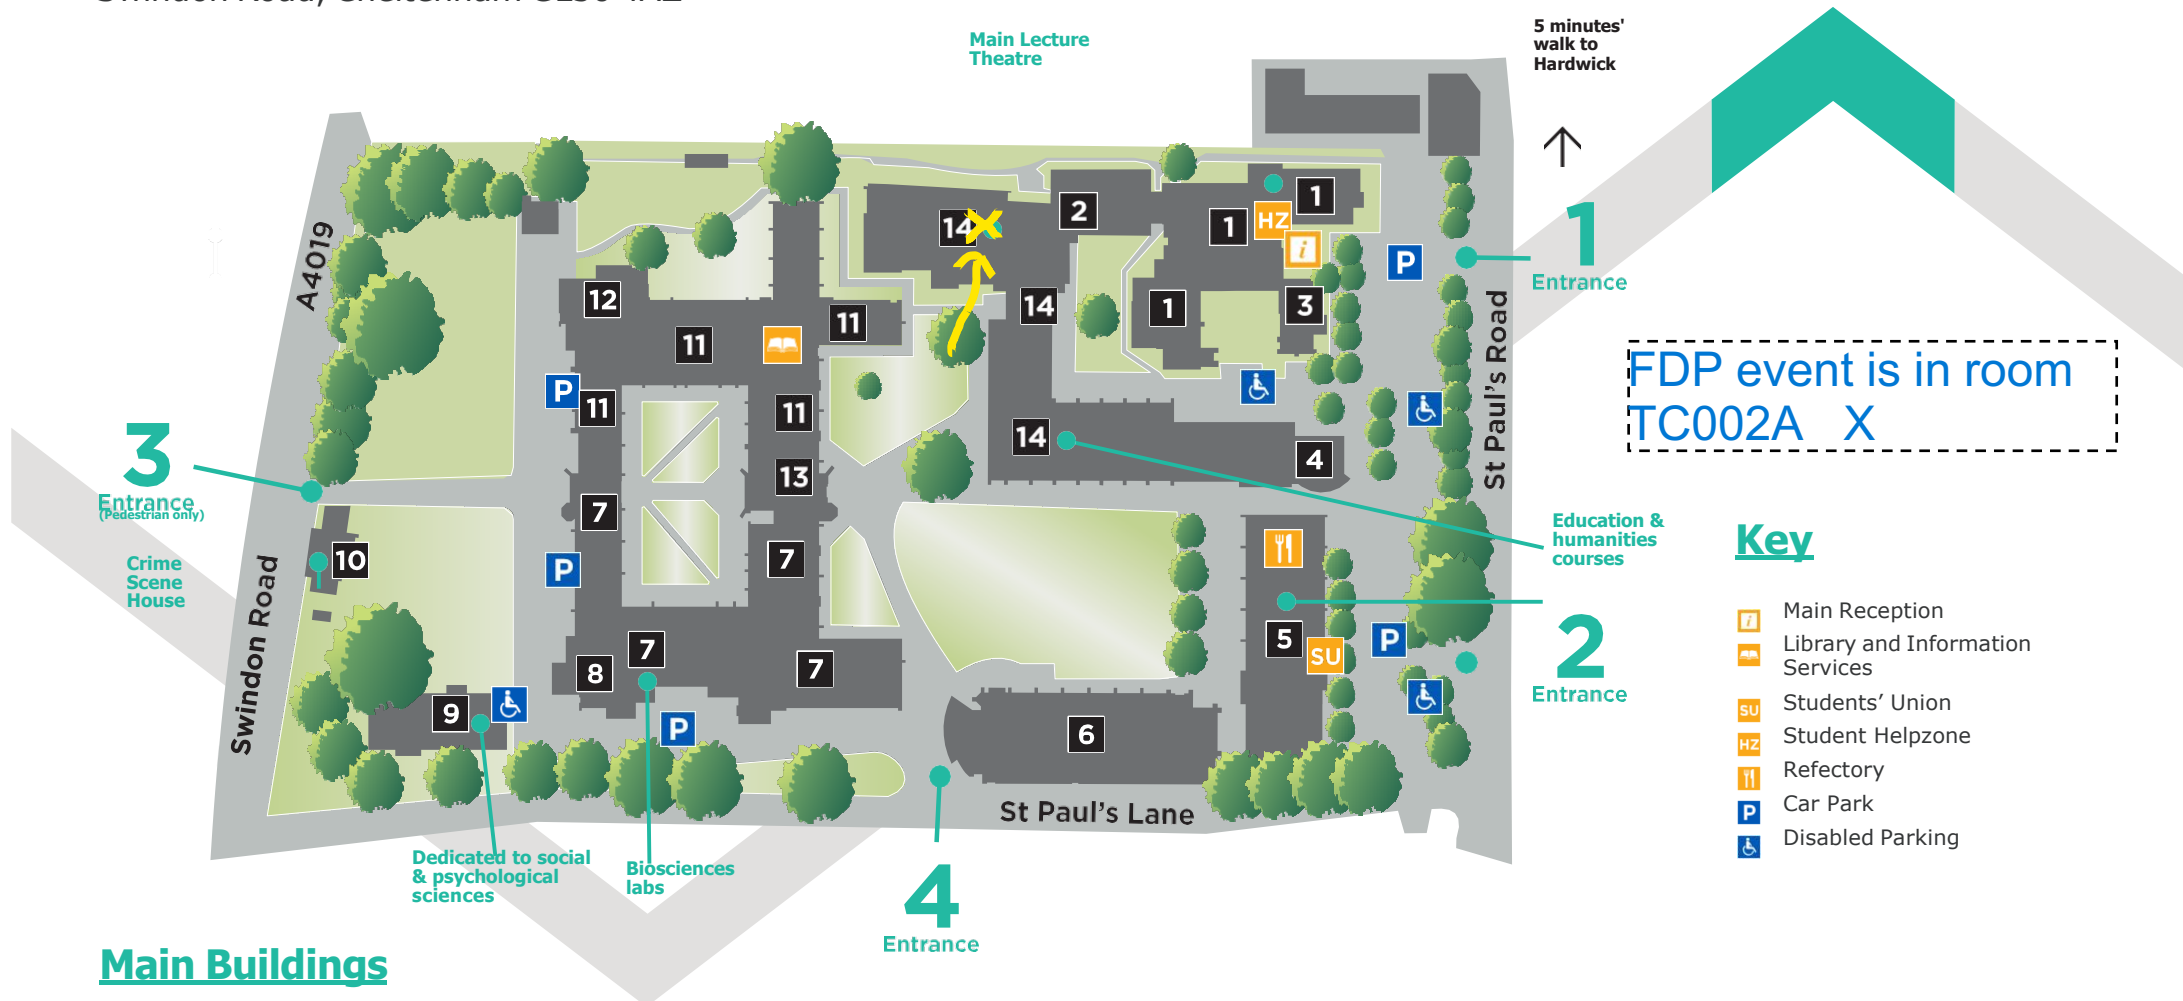 Main Lecture
Theatre
5 minutes'
walk to
Hardwick
A4019
1
HZ
1
2
14
1
Entrance
P
i
12
14
1
3
11
11
St Paul's Road
FDP event is in room
TC002A X
P
11
11
14
4
3
Entrance
(Pedestrian only)
13
7
Education &
humanities
courses
Key
10
Crime
Scene
House
P
7
Swindon Road
5
SU
P
2
Entrance
7
8
7
9
P
6
St Paul's Lane
Main Reception
Library and Information
Services
SU Students' Union
HZ Student Helpzone
Refectory
P Car Park
Disabled Parking
Dedicated to social
& psychological
sciences
Biosciences
labs
4
Entrance
Main Buildings